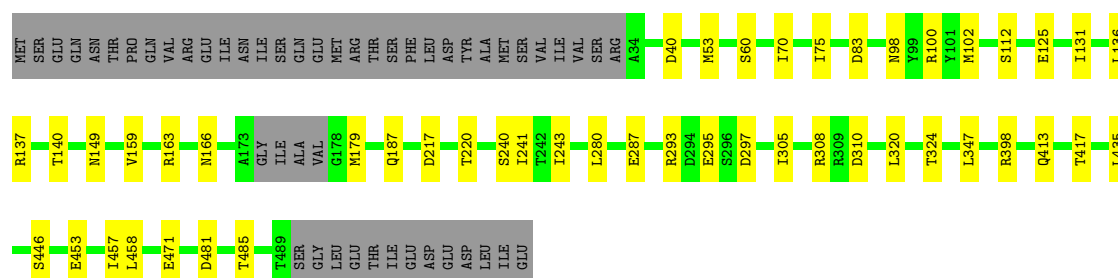 MET SER GLU GLN ASN THR PRO GLN VAL ARG GLU ILE ASN ILE SER GLN GLU MET ARG THR SER PHE LEU ASP TYR ALA MET SER VAL ILE VAL SER ARG A34 D40 M53 S60 I70 I75 D83 N98 Y99 R100 Y101 M102 S112 E125 I131 L136
R137 T140 N149 V159 R163 N166 A173 GLY ILE ALA VAL G178 M179 Q187 D217 T220 S240 I241 T242 I243 L280 E287 R293 D294 E295 S296 D297 I305 R308 R309 D310 L320 T324 L347 R398 Q413 T417 L435
S446 E453 I457 L458 E471 D481 T485 T489 SER GLY LEU GLU THR ILE GLU ASP GLU ASP LEU ILE GLU